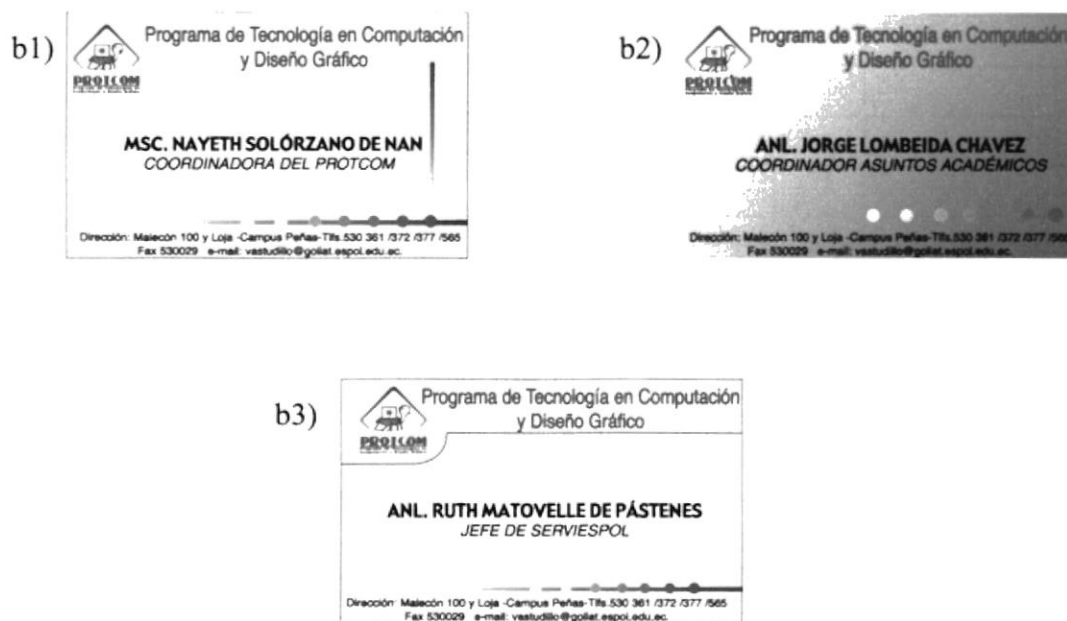 b1)
PROTCOM
Programa de Tecnología en Computación
y Diseño Gráfico
MSC. NAYETH SOLÓRZANO DE NAN
COORDINADORA DEL PROTCOM
Dirección: Malecón 100 y Loja -Campus Peñas-Tlfs.530 361 /372 /377 /565
Fax 530029 e-mail: vastudillo@goliat.espol.edu.ec.
b2)
PROTCOM
Programa de Tecnología en Computación
y Diseño Gráfico
ANL. JORGE LOMBEIDA CHAVEZ
COORDINADOR ASUNTOS ACADÉMICOS
Dirección: Malecón 100 y Loja -Campus Peñas-Tlfs.530 361 /372 /377 /565
Fax 530029 e-mail: vastudillo@goliat.espol.edu.ec.
b3)
PROTCOM
Programa de Tecnología en Computación
y Diseño Gráfico
ANL. RUTH MATOVELLE DE PÁSTENES
JEFE DE SERVIESPOL
Dirección: Malecón 100 y Loja -Campus Peñas-Tlfs.530 361 /372 /377 /565
Fax 530029 e-mail: vastudillo@goliat.espol.edu.ec.